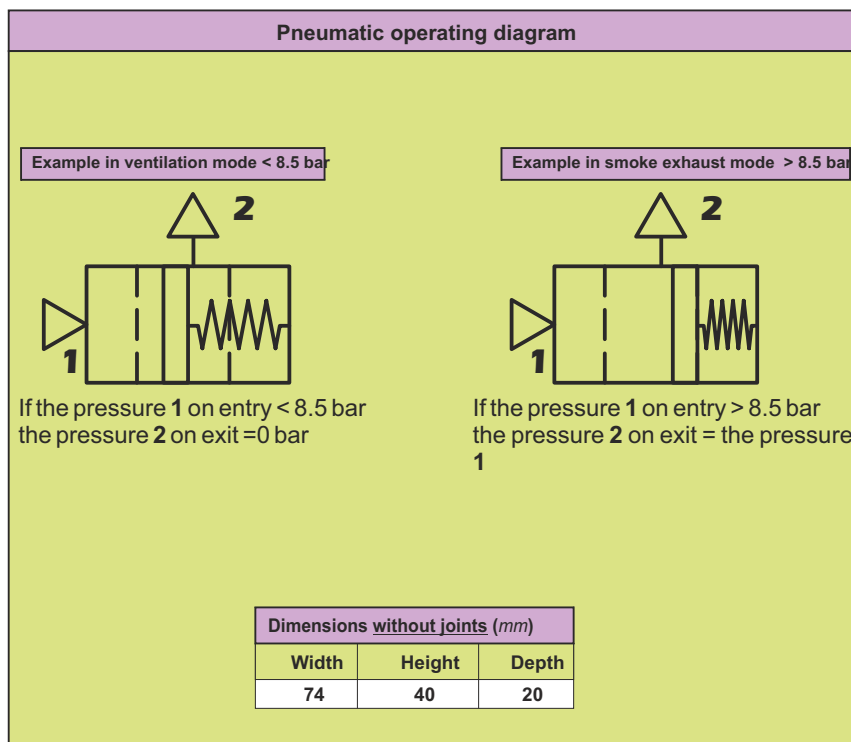 Pneumatic operating diagram
Example in ventilation mode < 8.5 bar
2
1
If the pressure 1 on entry < 8.5 bar
the pressure 2 on exit =0 bar
Example in smoke exhaust mode > 8.5 bar
2
1
If the pressure 1 on entry > 8.5 bar
the pressure 2 on exit = the pressure
1
Dimensions without joints (mm)
Width Height Depth
74 40 20